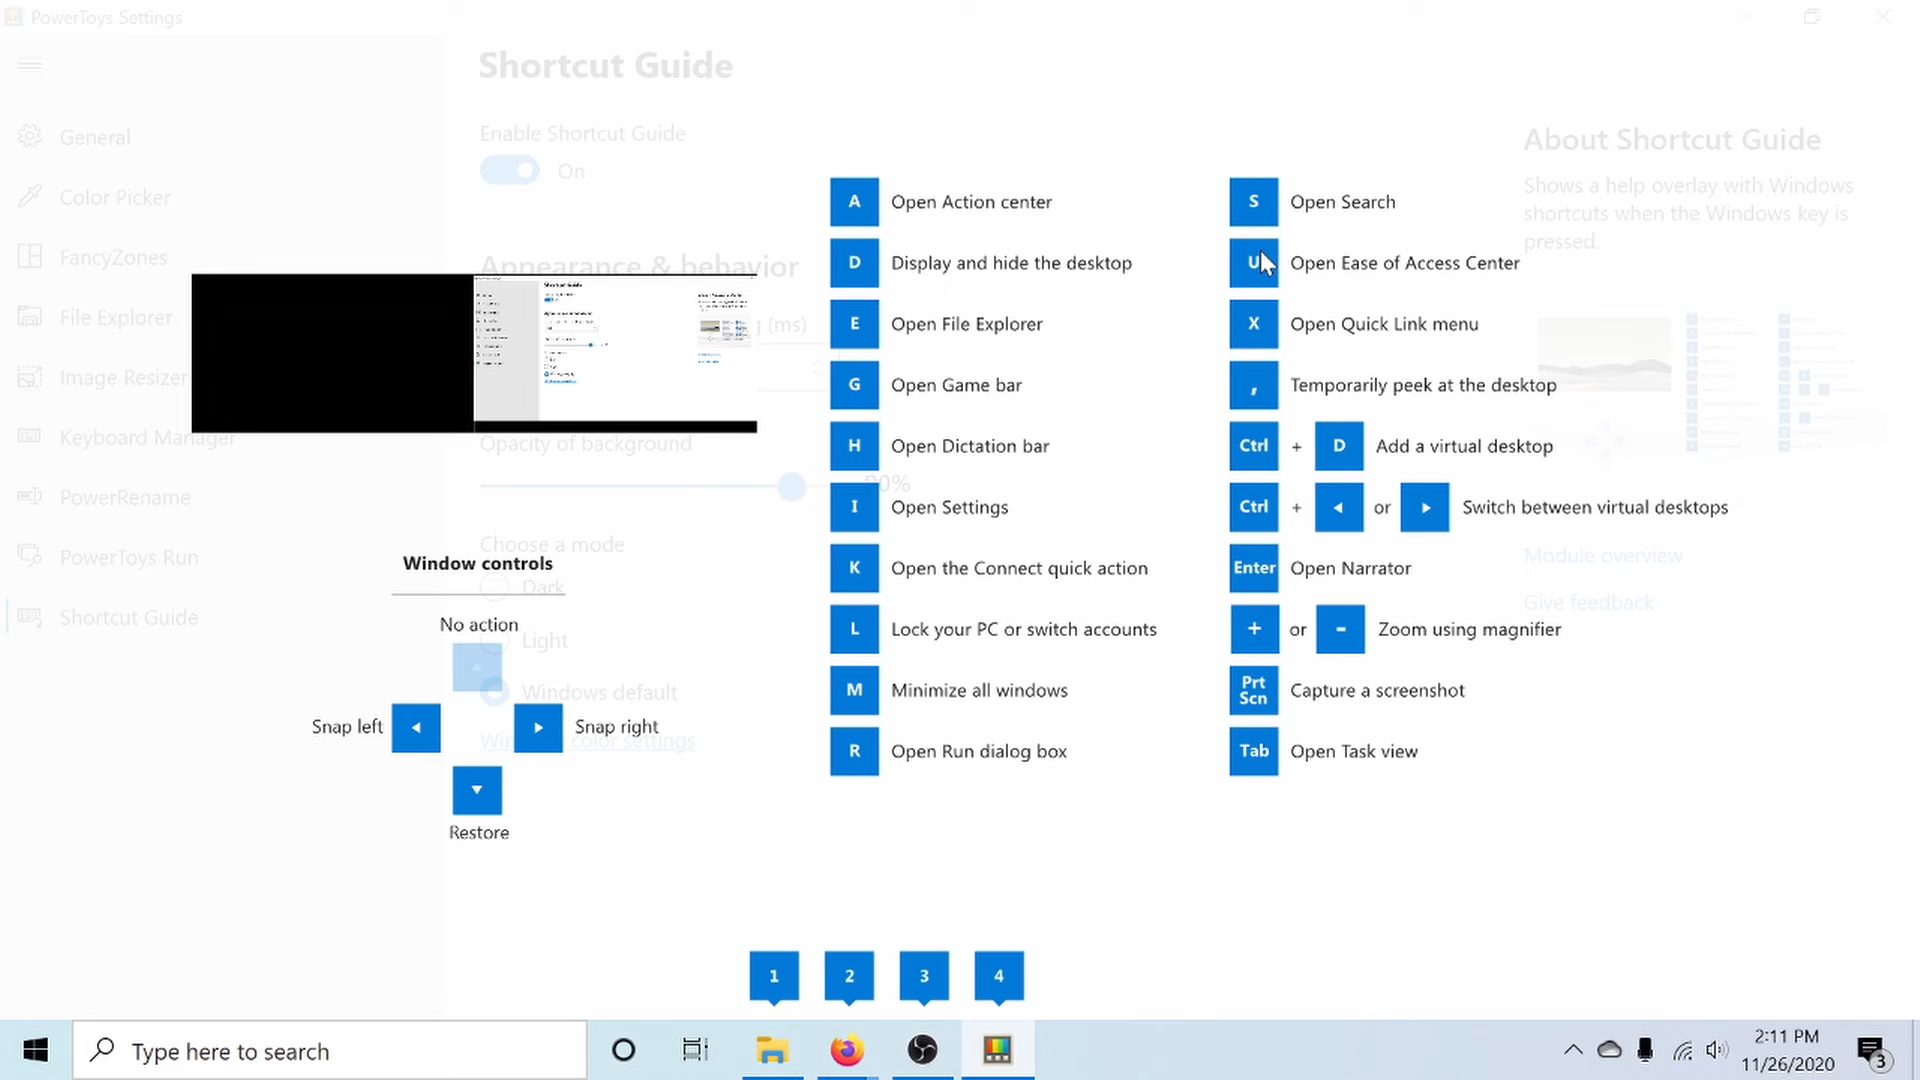 PowerToys Settings
General
Color Picker
FancyZones
File Explorer
Image Resizer
Keyboard Manager
PowerRename
PowerToys Run
Shortcut Guide
Shortcut Guide
Enable Shortcut Guide
On
Appearance & behavior
(ms)
Opacity of background
Choose a mode
Dark
Light
Windows default
color settings
Window controls
No action
Snap left
Snap right
Restore
A Open Action center
D Display and hide the desktop
E Open File Explorer
G Open Game bar
H Open Dictation bar
I Open Settings
K Open the Connect quick action
L Lock your PC or switch accounts
M Minimize all windows
R Open Run dialog box
S Open Search
U Open Ease of Access Center
X Open Quick Link menu
, Temporarily peek at the desktop
Ctrl + D Add a virtual desktop
Ctrl + ◀ or ▶ Switch between virtual desktops
Enter Open Narrator
+ or - Zoom using magnifier
Prt Scn Capture a screenshot
Tab Open Task view
About Shortcut Guide
Shows a help overlay with Windows
shortcuts when the Windows key is
pressed.
Module overview
Give feedback
1 2 3 4
Type here to search
2:11 PM
11/26/2020
3